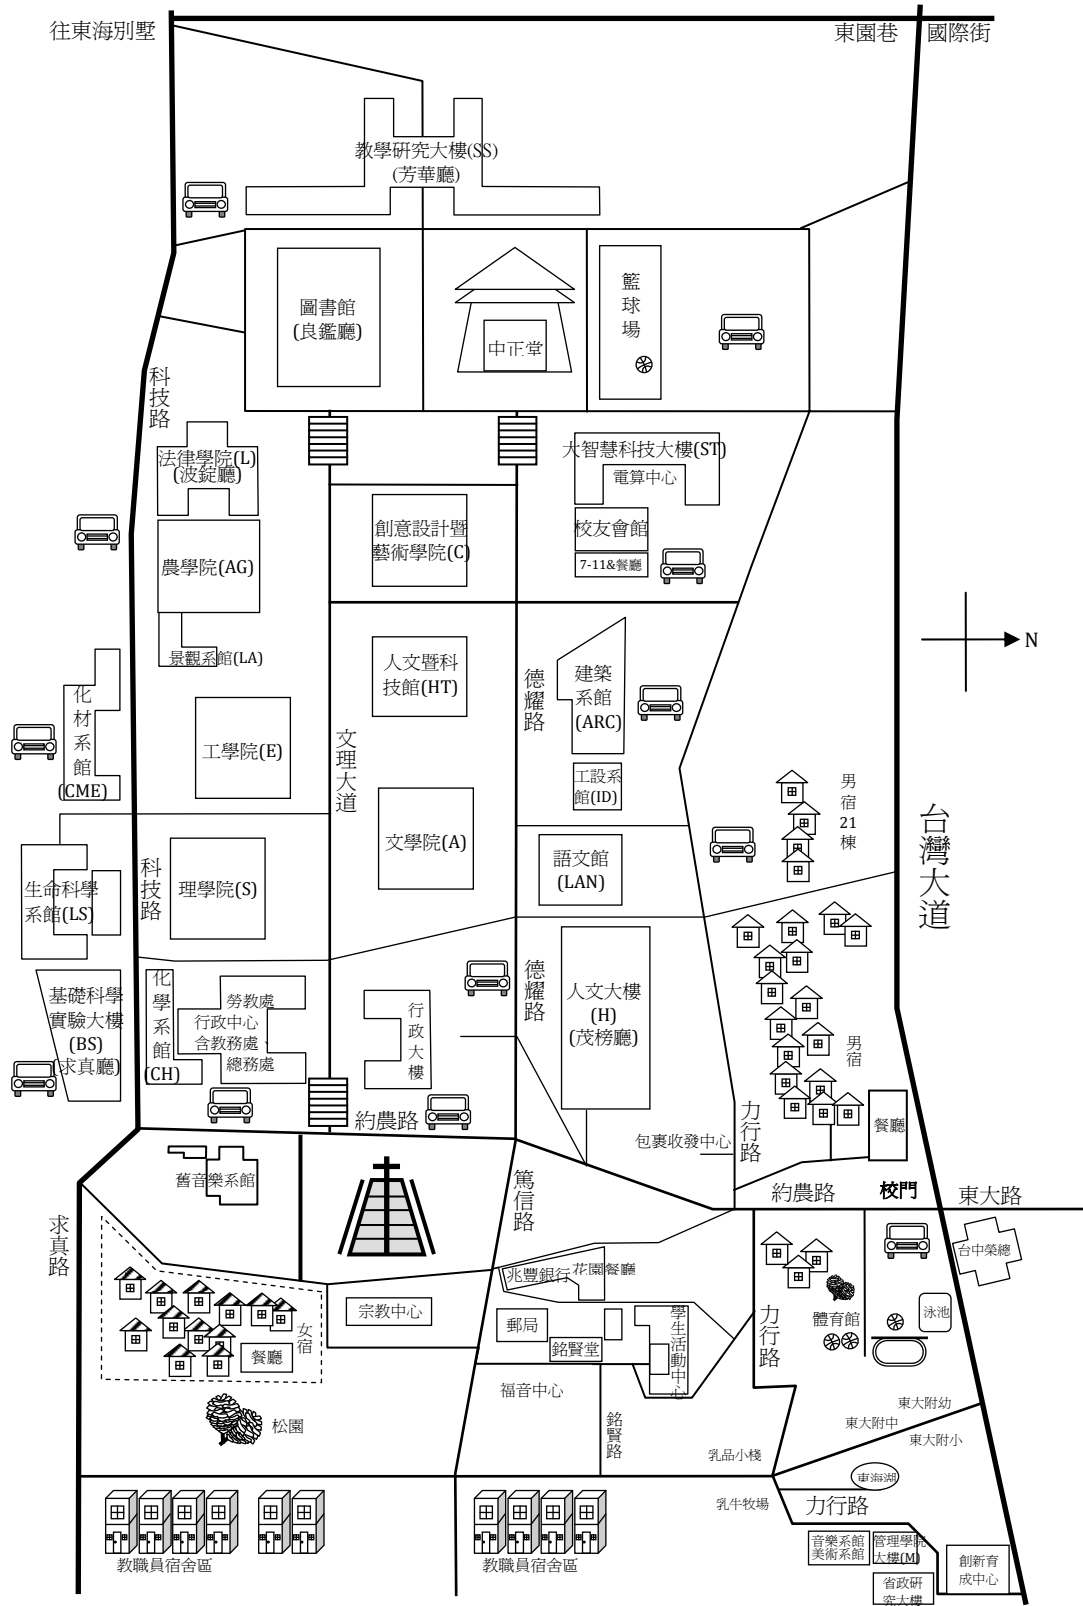 往東海別墅
東園巷
國際街
教學研究大樓(SS)
(芳華廳)
圖書館
(良鑑廳)
中正堂
籃球場
科技路
法律學院(L)
(波錠廳)
大智慧科技大樓(ST)
電算中心
農學院(AG)
創意設計暨
藝術學院(C)
校友會館
7-11&餐廳
景觀系館(LA)
人文暨科
技館(HT)
德耀路
建築
系館
(ARC)
N
化材系館
(CME)
工學院(E)
文理大道
工設系
館(ID)
男宿21棟
台灣大道
文學院(A)
科技路
理學院(S)
語文館
(LAN)
生命科學
系館(LS)
化學系館
(CH)
勞教處
行政中心
含教務處、
總務處
行政大樓
德耀路
人文大樓
(H)
(茂榜廳)
基礎科學
實驗大樓
(BS)
(求真廳)
男宿
餐廳
約農路
包裹收發中心
力行路
舊音樂系館
篤信路
約農路
校門
東大路
求真路
台中榮總
兆豐銀行
花園餐廳
宗教中心
郵局
銘賢堂
學生活動中心
力行路
體育館
泳池
女宿
餐廳
福音中心
銘賢路
東大附幼
東大附中
東大附小
松園
乳品小棧
東海湖
乳牛牧場
力行路
音樂系館
美術系館
管理學院
大樓(M)
創新育
成中心
省政研
究大樓
教職員宿舍區
教職員宿舍區